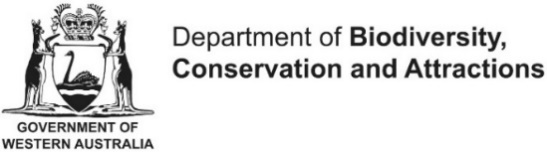 Department of Biodiversity,
Conservation and Attractions
GOVERNMENT OF
WESTERN AUSTRALIA